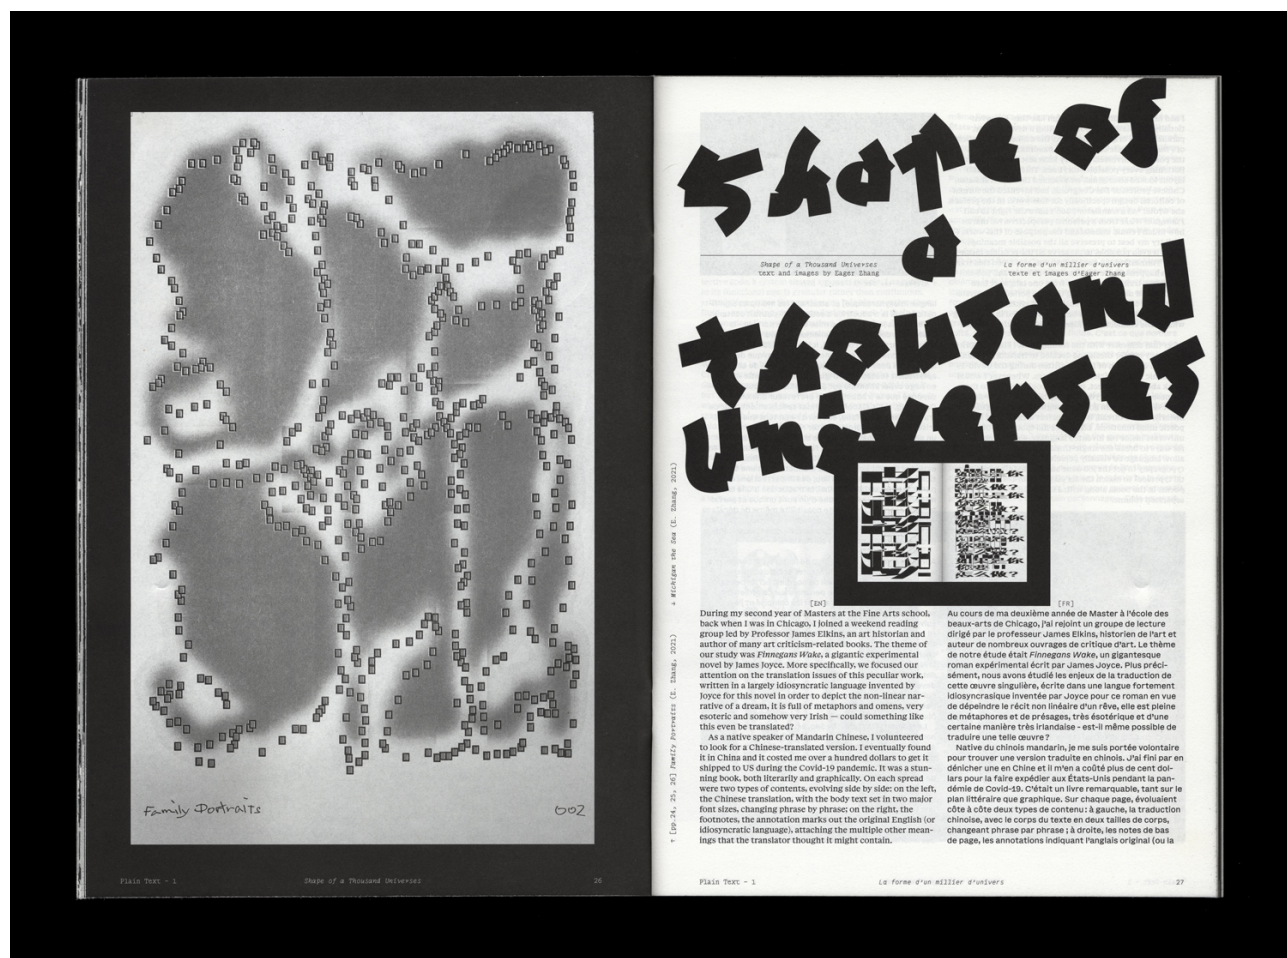 Family Portraits
002
Plain Text – 1
Shape of a Thousand Universes
26
Shape of
a
thousand
universes
Shape of a Thousand Universes
text and images by Eager Zhang
La forme d'un millier d'univers
texte et images d'Eager Zhang
↑ [pp.24, 25, 26] Family Portraits (E. Zhang, 2021)
↓ Michigan the Sea (E. Zhang, 2021)
[EN]
During my second year of Masters at the Fine Arts school,
back when I was in Chicago, I joined a weekend reading
group led by Professor James Elkins, an art historian and
author of many art criticism-related books. The theme of
our study was Finnegans Wake, a gigantic experimental
novel by James Joyce. More specifically, we focused our
attention on the translation issues of this peculiar work,
written in a largely idiosyncratic language invented by
Joyce for this novel in order to depict the non-linear nar-
rative of a dream, it is full of metaphors and omens, very
esoteric and somehow very Irish — could something like
this even be translated?
As a native speaker of Mandarin Chinese, I volunteered
to look for a Chinese-translated version. I eventually found
it in China and it costed me over a hundred dollars to get it
shipped to US during the Covid-19 pandemic. It was a stun-
ning book, both literarily and graphically. On each spread
were two types of contents, evolving side by side: on the left,
the Chinese translation, with the body text set in two major
font sizes, changing phrase by phrase; on the right, the
footnotes, the annotation marks out the original English (or
idiosyncratic language), attaching the multiple other mean-
ings that the translator thought it might contain.
[FR]
Au cours de ma deuxième année de Master à l'école des
beaux-arts de Chicago, j'ai rejoint un groupe de lecture
dirigé par le professeur James Elkins, historien de l'art et
auteur de nombreux ouvrages de critique d'art. Le thème
de notre étude était Finnegans Wake, un gigantesque
roman expérimental écrit par James Joyce. Plus préci-
sément, nous avons étudié les enjeux de la traduction de
cette œuvre singulière, écrite dans une langue fortement
idiosyncrasique inventée par Joyce pour ce roman en vue
de dépeindre le récit non linéaire d'un rêve, elle est pleine
de métaphores et de présages, très ésotérique et d'une
certaine manière très irlandaise - est-il même possible de
traduire une telle œuvre ?
Native du chinois mandarin, je me suis portée volontaire
pour trouver une version traduite en chinois. J'ai fini par en
dénicher une en Chine et il m'en a coûté plus de cent dol-
lars pour la faire expédier aux États-Unis pendant la pan-
démie de Covid-19. C'était un livre remarquable, tant sur le
plan littéraire que graphique. Sur chaque page, évoluaient
côte à côte deux types de contenu : à gauche, la traduction
chinoise, avec le corps du texte en deux tailles de corps,
changeant phrase par phrase ; à droite, les notes de bas
de page, les annotations indiquant l'anglais original (ou la
Plain Text – 1
La forme d'un millier d'univers
27